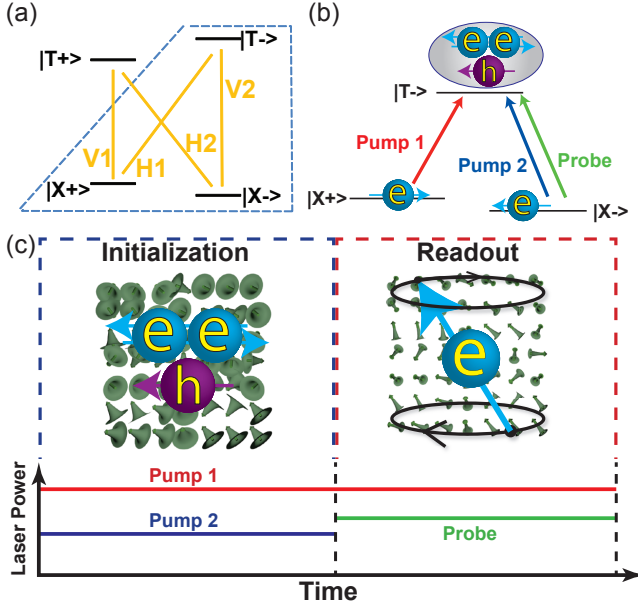 (a)
|T+>
|T->
V1
H1
H2
V2
|X+>
|X->
(b)
e e
h
|T->
Pump 1
Pump 2
Probe
|X+>
e
e
|X->
(c)
Initialization
Readout
e e
h
e
Laser Power
Pump 1
Pump 2
Probe
Time